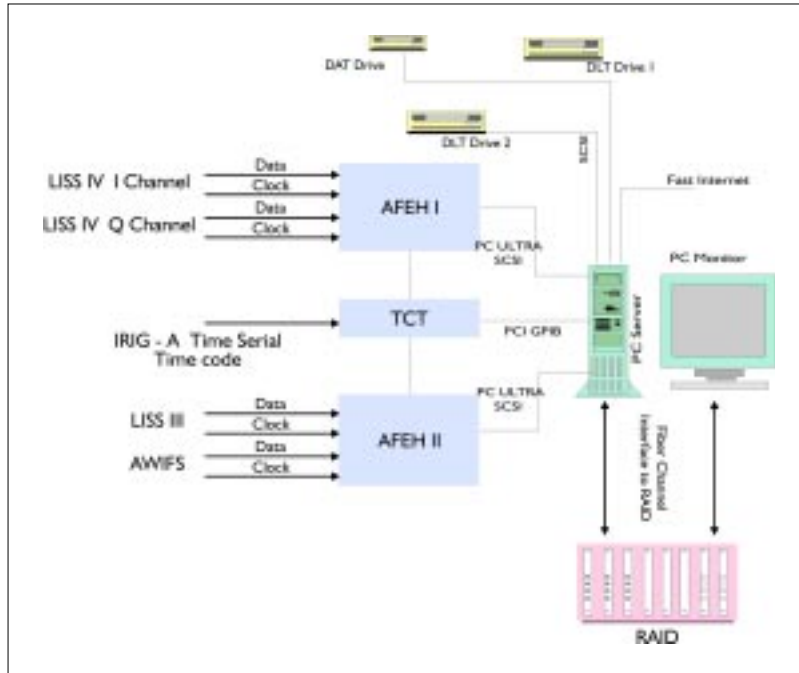 DAT Drive
DLT Drive 1
DLT Drive 2
SCSI
Fast Internet
LISS IV I Channel
Data
Clock
LISS IV Q Channel
Data
Clock
AFEH I
PC ULTRA
SCSI
PC Monitor
PC Server
IRIG - A Time Serial
Time code
TCT
PCI GPIB
LISS III
Data
Clock
AWIFS
Data
Clock
AFEH II
PC ULTRA
SCSI
Fiber Channel
Interface to RAID
RAID